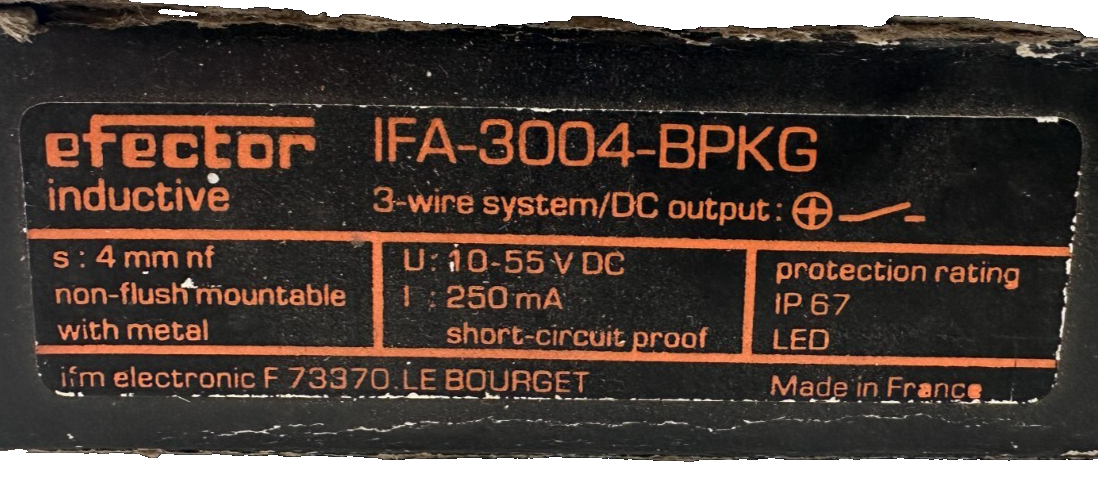 efector
inductive
IFA-3004-BPKG
3-wire system/DC output:
s : 4 mm nf
non-flush mountable
with metal
U: 10-55 V DC
I : 250 mA
short-circuit proof
protection rating
IP 67
LED
ifm electronic F 73370 LE BOURGET
Made in France